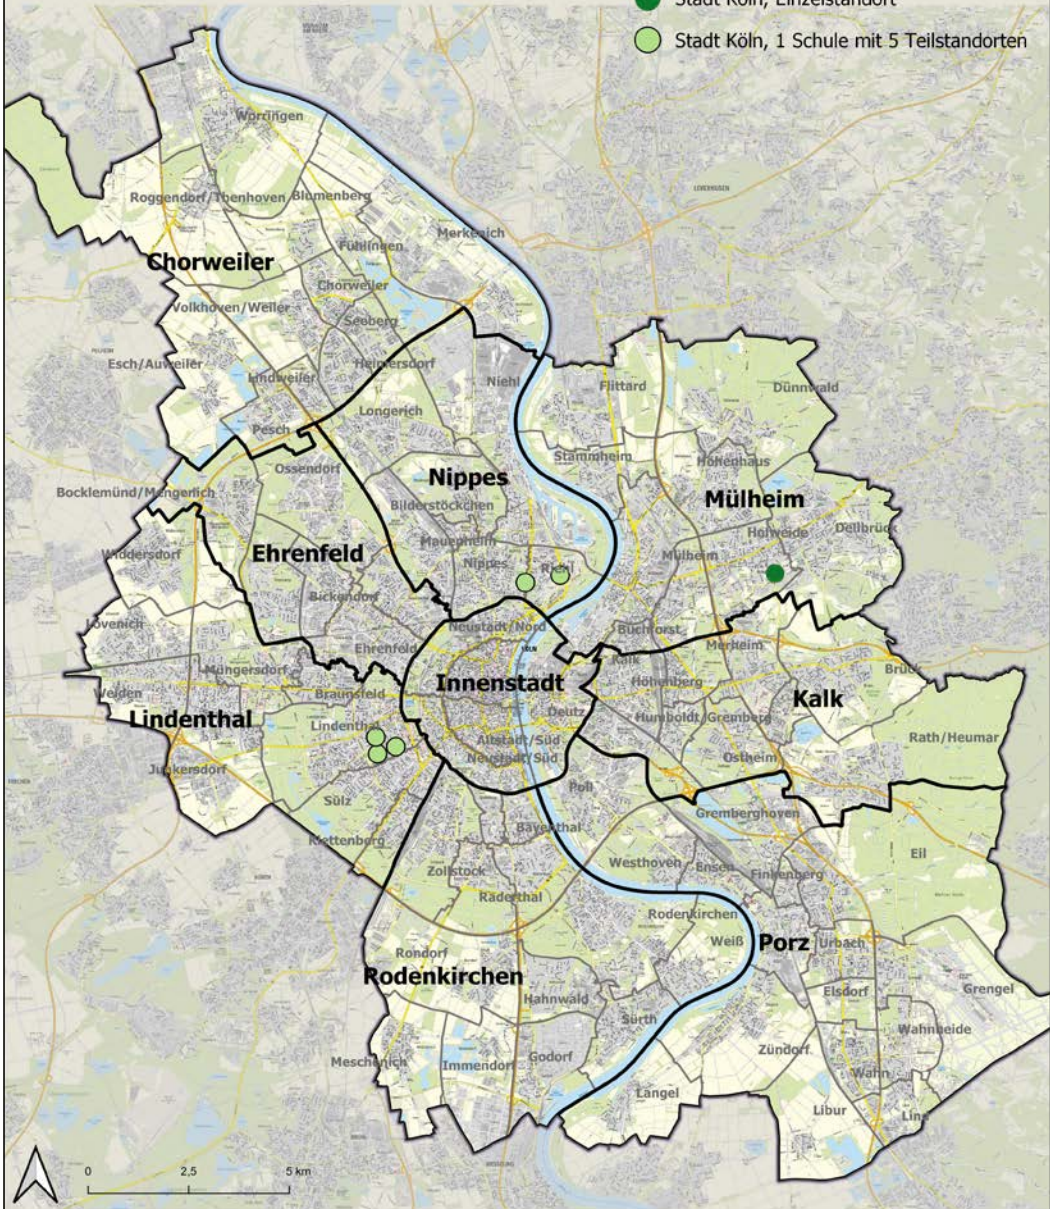 Stadt Köln, Einzelstandort
Stadt Köln, 1 Schule mit 5 Teilstandorten
Worringen
LEVERKUSEN
Roggendorf/Thenhoven
Blumenberg
Merkenich
Fühlingen
Chorweiler
Chorweiler
Volkhoven/Weiler
Seeberg
Esch/Auweiler
Heimersdorf
Lindweiler
Niehl
Flittard
Dünnwald
Longerich
Pesch
Stammheim
Höhenhaus
Ossendorf
Nippes
Bocklemünd/Mengerlich
Mülheim
Bilderstöckchen
Dellbrück
Holweide
Mauenheim
Widdersdorf
Ehrenfeld
Mülheim
Nippes
Riehl
Bickendorf
Lövenich
Neustadt/Nord
Buchforst
Ehrenfeld
KÖLN
Merheim
Kalk
Müngersdorf
Brück
Innenstadt
Höhenberg
Weiden
Braunsfeld
Kalk
Lindenthal
Lindenthal
Deutz
Humboldt/Gremberg
Altstadt/Süd
Rath/Heumar
Neustadt/Süd
Ostheim
Junkersdorf
Poll
Sülz
Gremberghoven
Bayenthal
Klettenberg
Eil
Westhoven
Ensen
Zollstock
Finkenberg
Raderthal
Rodenkirchen
Weiß
Porz
Urbach
Rondorf
Rodenkirchen
Elsdorf
Grengel
Hahnwald
Sürth
Wahnheide
Zündorf
Godorf
Meschenich
Immendorf
Wahn
Langel
Libur
Lind
0
2,5
5 km